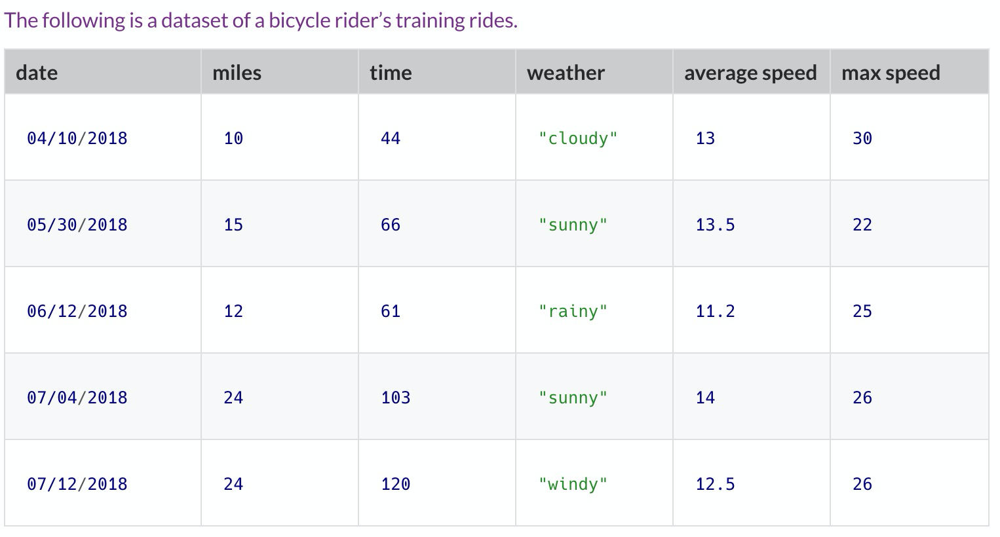 The following is a dataset of a bicycle rider’s training rides.
date miles time weather average speed max speed
04/10/2018 10 44 "cloudy" 13 30
05/30/2018 15 66 "sunny" 13.5 22
06/12/2018 12 61 "rainy" 11.2 25
07/04/2018 24 103 "sunny" 14 26
07/12/2018 24 120 "windy" 12.5 26